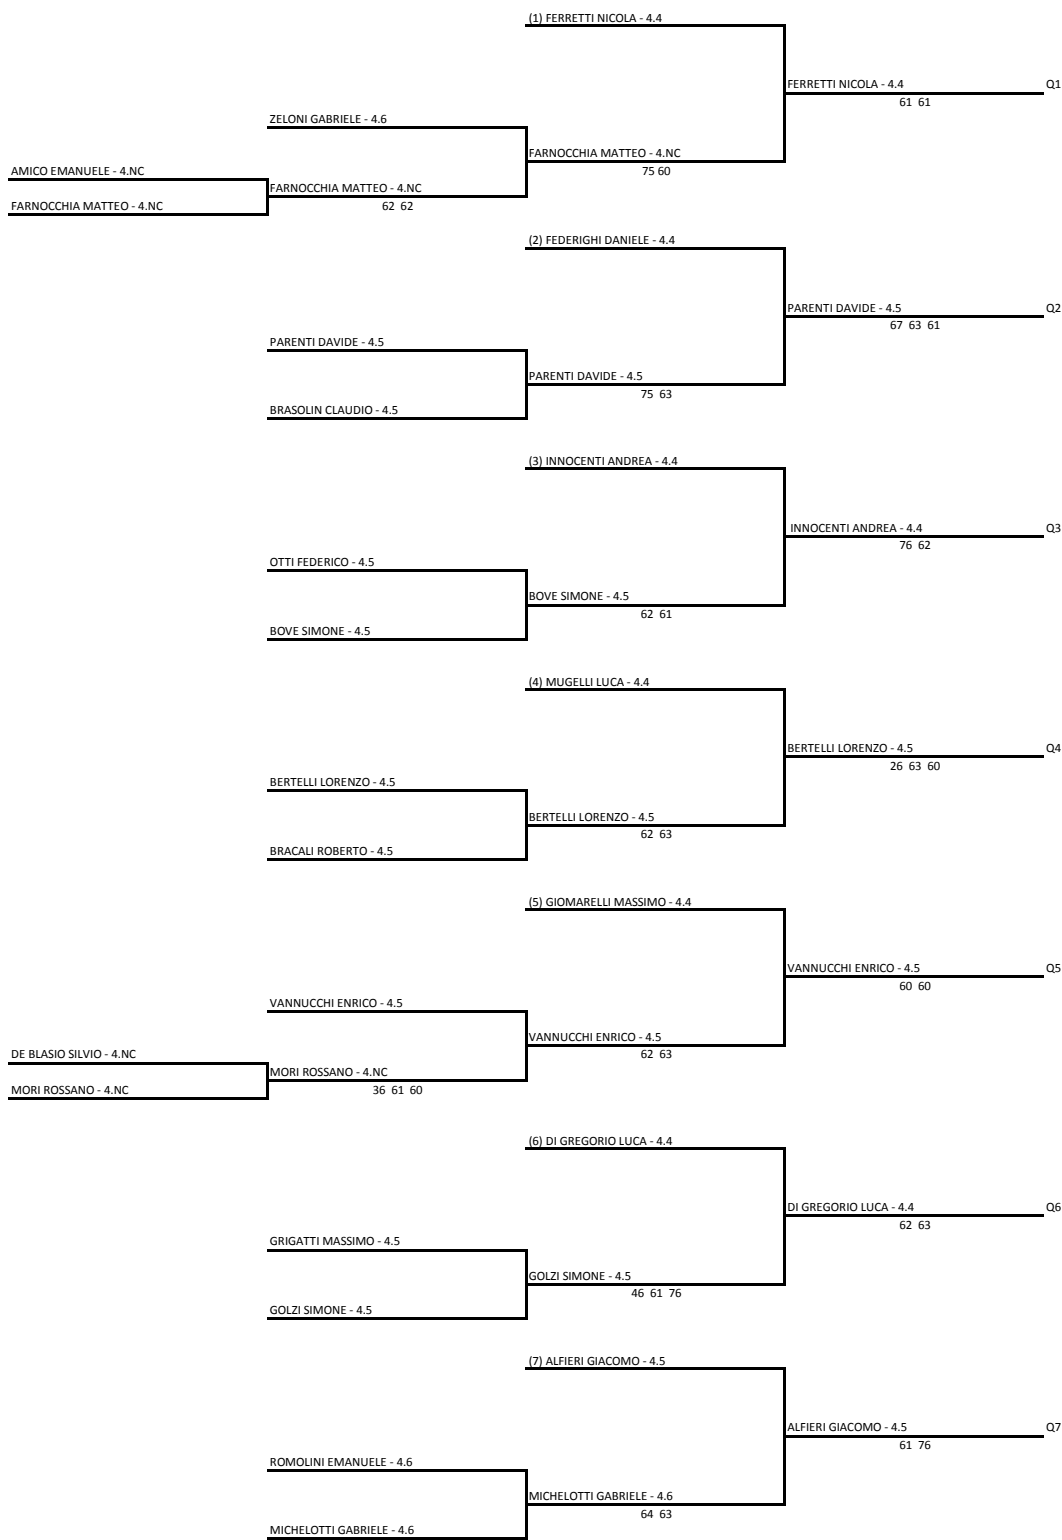 (1) FERRETTI NICOLA - 4.4
FERRETTI NICOLA - 4.4
Q1
61 61
ZELONI GABRIELE - 4.6
FARNOCCHIA MATTEO - 4.NC
75 60
AMICO EMANUELE - 4.NC
FARNOCCHIA MATTEO - 4.NC
62 62
FARNOCCHIA MATTEO - 4.NC
(2) FEDERIGHI DANIELE - 4.4
PARENTI DAVIDE - 4.5
Q2
67 63 61
PARENTI DAVIDE - 4.5
PARENTI DAVIDE - 4.5
75 63
BRASOLIN CLAUDIO - 4.5
(3) INNOCENTI ANDREA - 4.4
INNOCENTI ANDREA - 4.4
Q3
76 62
OTTI FEDERICO - 4.5
BOVE SIMONE - 4.5
62 61
BOVE SIMONE - 4.5
(4) MUGELLI LUCA - 4.4
BERTELLI LORENZO - 4.5
Q4
26 63 60
BERTELLI LORENZO - 4.5
BERTELLI LORENZO - 4.5
62 63
BRACALI ROBERTO - 4.5
(5) GIOMARELLI MASSIMO - 4.4
VANNUCCHI ENRICO - 4.5
Q5
60 60
VANNUCCHI ENRICO - 4.5
VANNUCCHI ENRICO - 4.5
62 63
DE BLASIO SILVIO - 4.NC
MORI ROSSANO - 4.NC
36 61 60
MORI ROSSANO - 4.NC
(6) DI GREGORIO LUCA - 4.4
DI GREGORIO LUCA - 4.4
Q6
62 63
GRIGATTI MASSIMO - 4.5
GOLZI SIMONE - 4.5
46 61 76
GOLZI SIMONE - 4.5
(7) ALFIERI GIACOMO - 4.5
ALFIERI GIACOMO - 4.5
Q7
61 76
ROMOLINI EMANUELE - 4.6
MICHELOTTI GABRIELE - 4.6
64 63
MICHELOTTI GABRIELE - 4.6